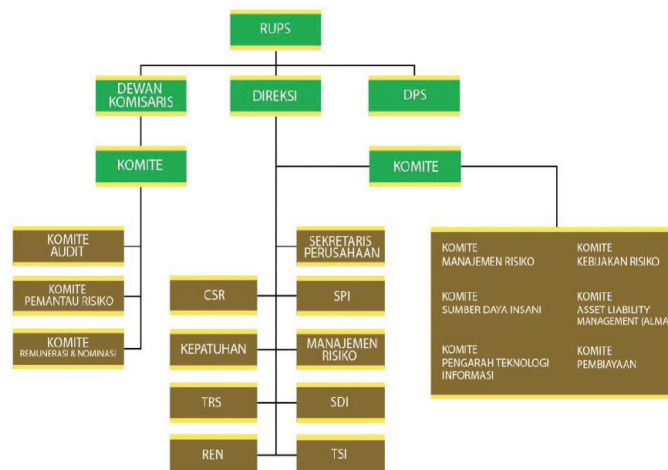 RUPS
DEWAN
KOMISARIS
DIREKSI
DPS
KOMITE
KOMITE
KOMITE
AUDIT
KOMITE
PEMANTAU RISIKO
KOMITE
REMUNERASI & NOMINASI
SEKRETARIS
PERUSAHAAN
CSR
SPI
KEPATUHAN
MANAJEMEN
RISIKO
TRS
SDI
REN
TSI
KOMITE
MANAJEMEN RISIKO
KOMITE
KEBIJAKAN RISIKO
KOMITE
SUMBER DAYA INSANI
KOMITE
ASSET LIABILITY
MANAGEMENT (ALMA
KOMITE
PENGARAH TEKNOLOGI
INFORMASI
KOMITE
PEMBIAYAAN